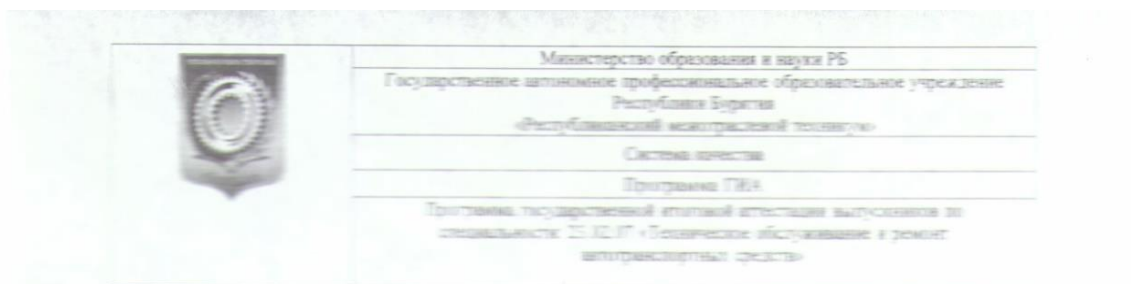 Министерство образования и науки РБ
Государственное автономное профессиональное образовательное учреждение
Республики Бурятия
«Республиканский межотраслевой техникум»
Система качества
Программа ГИА
Программа государственной итоговой аттестации выпускников по
специальности 23.02.07 «Техническое обслуживание и ремонт
автотранспортных средств»